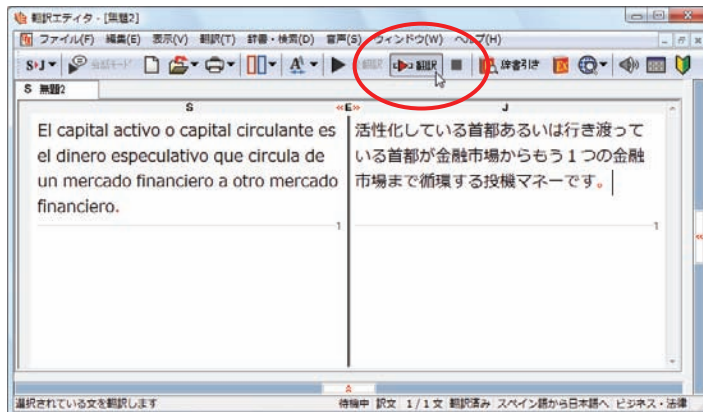 翻訳エディタ - [無題2]
ファイル(F) 編集(E) 表示(V) 翻訳(T) 辞書・検索(D) 音声(S) ウィンドウ(W) ヘルプ(H)
S›J 翻訳 翻訳 辞書引き
S 無題2
S «E» J
El capital activo o capital circulante es
el dinero especulativo que circula de
un mercado financiero a otro mercado
financiero.
1
活性化している首都あるいは行き渡って
いる首都が金融市場からもう1つの金融
市場まで循環する投機マネーです。
1
選択されている文を翻訳します 待機中 訳文 1/1文 翻訳済み スペイン語から日本語へ ビジネス・法律